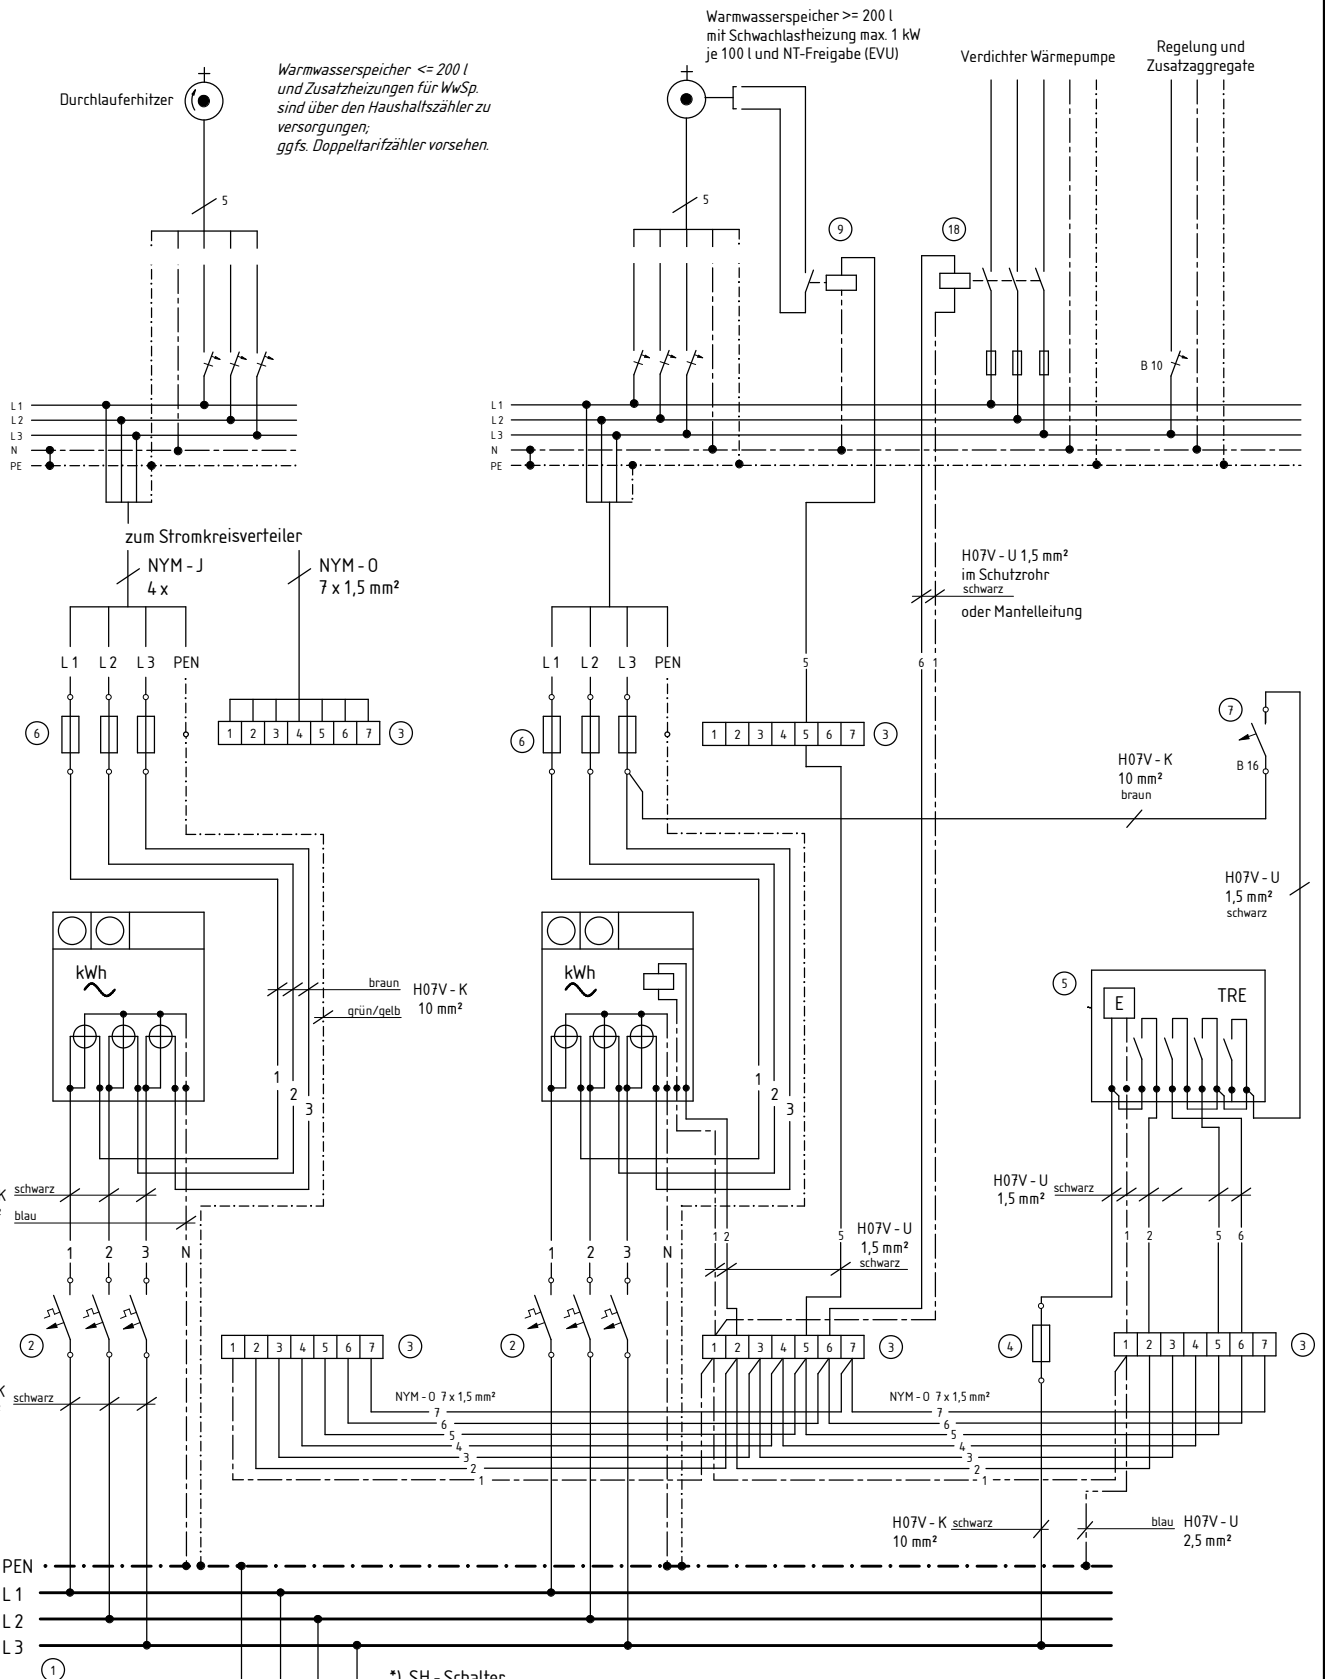 Warmwasserspeicher >= 200 l
mit Schwachlastheizung max. 1 kW
je 100 l und NT-Freigabe (EVU)
Verdichter Wärmepumpe
Regelung und
Zusatzaggregate
Durchlauferhitzer
Warmwasserspeicher <= 200 l
und Zusatzheizungen für WwSp.
sind über den Haushaltszähler zu
versorgungen;
ggfs. Doppeltarifzähler vorsehen.
5
5
9
18
B 10
L 1
L 2
L 3
N
PE
L 1
L 2
L 3
N
PE
zum Stromkreisverteiler
NYM - J
4 x
NYM - O
7 x 1,5 mm²
H07V - U 1,5 mm²
im Schutzrohr
schwarz
oder Mantelleitung
L 1 L 2 L 3 PEN
L 1 L 2 L 3 PEN
5
6 1
6
1 2 3 4 5 6 7
3
6
1 2 3 4 5 6 7
3
7
B 16
H07V - K
10 mm²
braun
H07V - U
1,5 mm²
schwarz
kWh
braun
H07V - K
10 mm²
grün/gelb
kWh
5
E
TRE
1
2
3
1
2
3
K schwarz
blau
H07V - U
1,5 mm²
schwarz
1 2 3 N
1 2 3 N
1 2
5
H07V - U
1,5 mm²
schwarz
1 2 5 6
2
1 2 3 4 5 6 7
3
2
1 2 3 4 5 6 7
3
4
1 2 3 4 5 6 7
3
K schwarz
NYM - O 7 x 1,5 mm²
7
6
5
4
3
2
1
NYM - O 7 x 1,5 mm²
7
6
5
4
3
2
1
H07V - K schwarz
10 mm²
blau H07V - U
2,5 mm²
PEN
L 1
L 2
L 3
1
*) SH - Schalter